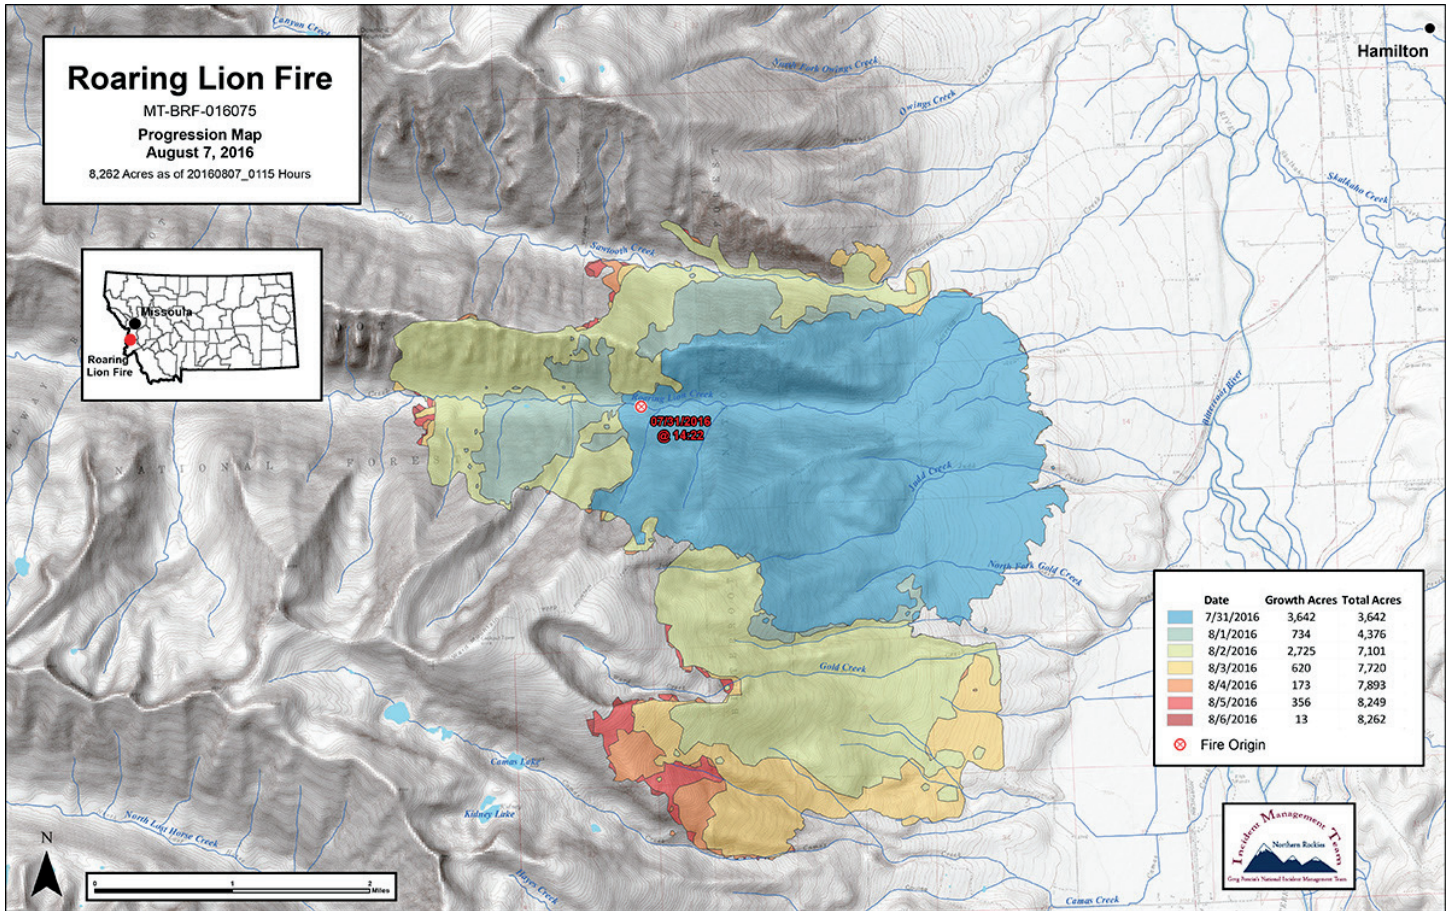 Canyon Creek
Hamilton
Roaring Lion Fire
MT-BRF-016075
Progression Map
August 7, 2016
8,262 Acres as of 20160807_0115 Hours
Owings Creek
Skalkaho Creek
Sawtooth Creek
Missoula
Roaring
Lion Fire
Roaring Lion Creek
07/31/2016
@ 14:22
Bitterroot River
NATIONAL FOREST
Judd Creek
North Fork Gold Creek
Gold Creek
Date Growth Acres Total Acres
7/31/2016 3,642 3,642
8/1/2016 734 4,376
8/2/2016 2,725 7,101
8/3/2016 620 7,720
8/4/2016 173 7,893
8/5/2016 356 8,249
8/6/2016 13 8,262
Fire Origin
Camas Lake
Kidney Lake
North Lost Horse Creek
Hayes Creek
Camas Creek
N
0 1 2
Miles
Incident Management Team
Northern Rockies